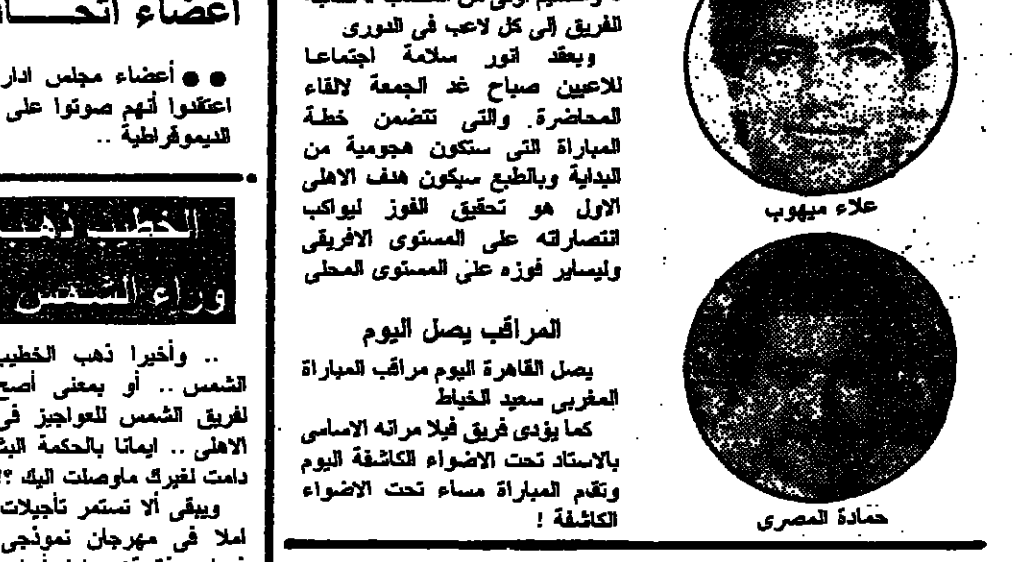 علاء ميهوب
حمادة المصرى
الفريق إلى كل لاعب فى الدورى
ويعقد انور سلامة اجتماعا
للاعبين صباح غد الجمعة لالقاء
المحاضرة والتى تتضمن خطة
المباراة التى ستكون هجومية من
البداية وبالطبع سيكون هدف الاهلى
الاول هو تحقيق الفوز ليواكب
انتصاراته على المستوى الافريقى
وليساير فوزه على المستوى المحلى
المراقب يصل اليوم
يصل القاهرة اليوم مراقب المباراة
المغربى سعيد الخياط
كما يؤدى فريق فيلا مرانه الاساسى
بالاستاد تحت الاضواء الكاشفة اليوم
وتقام المباراة مساء تحت الاضواء
الكاشفة !
أعضاء
●● أعضاء مجلس
اعتقدوا أنهم صوتوا على
الديموقراطية ..
الخطيب ذهب
وراء الشمس
.. وأخيرا ذهب الخطيب
الشمس .. أو بمعنى
لفريق الشمس للعواجيز فى
الاهلى .. ايمانا بالحكمة
دامت لغيرك ماوصلت اليك ؟!
ويبقى ألا تستمر تأجيلات
املا فى مهرجان نموذجى